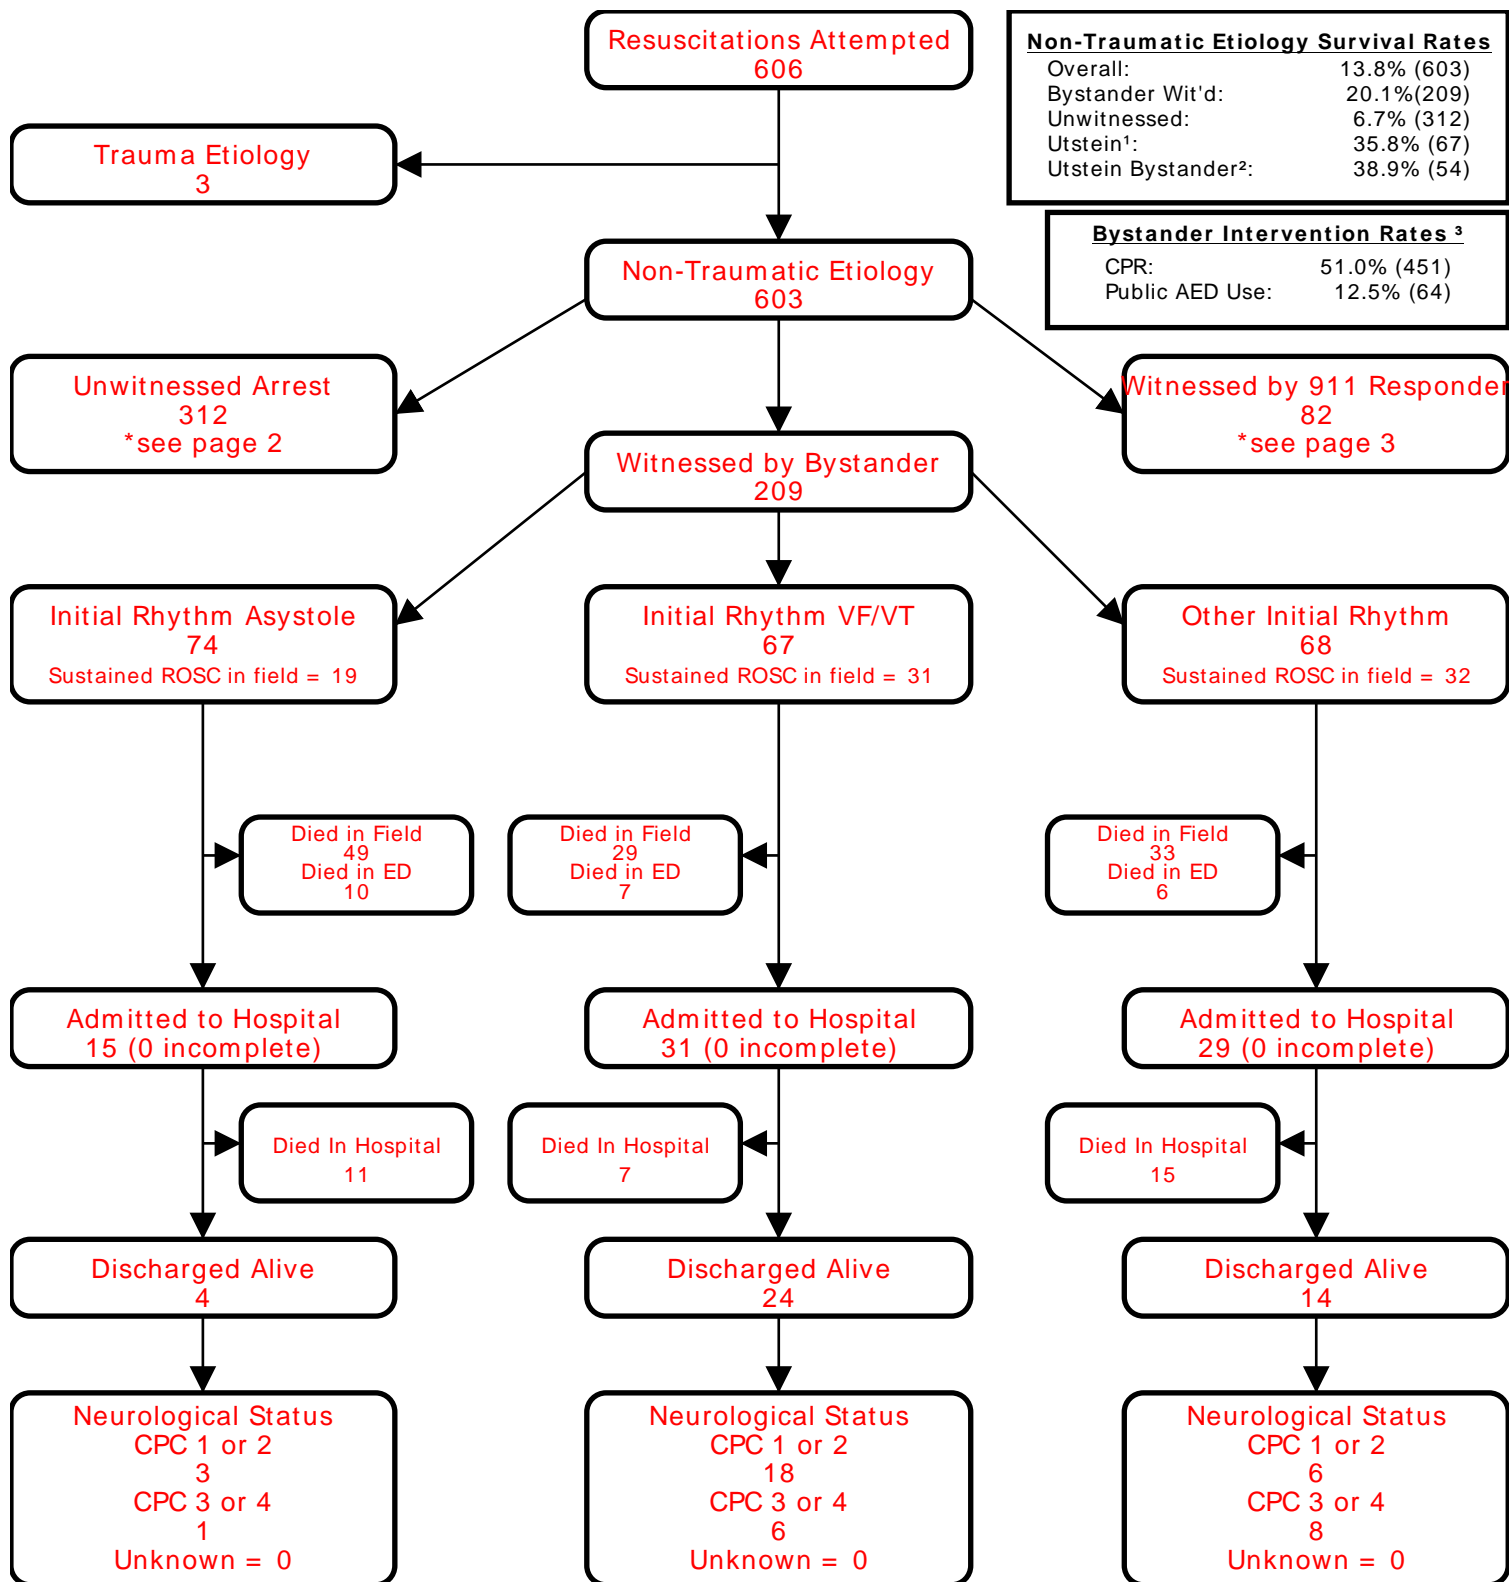 Resuscitations Attempted
606
Non-Traumatic Etiology Survival Rates
Overall: 13.8% (603)
Bystander Wit'd: 20.1%(209)
Unwitnessed: 6.7% (312)
Utstein¹: 35.8% (67)
Utstein Bystander²: 38.9% (54)
Trauma Etiology
3
Bystander Intervention Rates ³
CPR: 51.0% (451)
Public AED Use: 12.5% (64)
Non-Traumatic Etiology
603
Unwitnessed Arrest
312
*see page 2
Witnessed by 911 Responder
82
*see page 3
Witnessed by Bystander
209
Initial Rhythm Asystole
74
Sustained ROSC in field = 19
Initial Rhythm VF/VT
67
Sustained ROSC in field = 31
Other Initial Rhythm
68
Sustained ROSC in field = 32
Died in Field
49
Died in ED
10
Died in Field
29
Died in ED
7
Died in Field
33
Died in ED
6
Admitted to Hospital
15 (0 incomplete)
Admitted to Hospital
31 (0 incomplete)
Admitted to Hospital
29 (0 incomplete)
Died In Hospital
11
Died In Hospital
7
Died In Hospital
15
Discharged Alive
4
Discharged Alive
24
Discharged Alive
14
Neurological Status
CPC 1 or 2
3
CPC 3 or 4
1
Unknown = 0
Neurological Status
CPC 1 or 2
18
CPC 3 or 4
6
Unknown = 0
Neurological Status
CPC 1 or 2
6
CPC 3 or 4
8
Unknown = 0